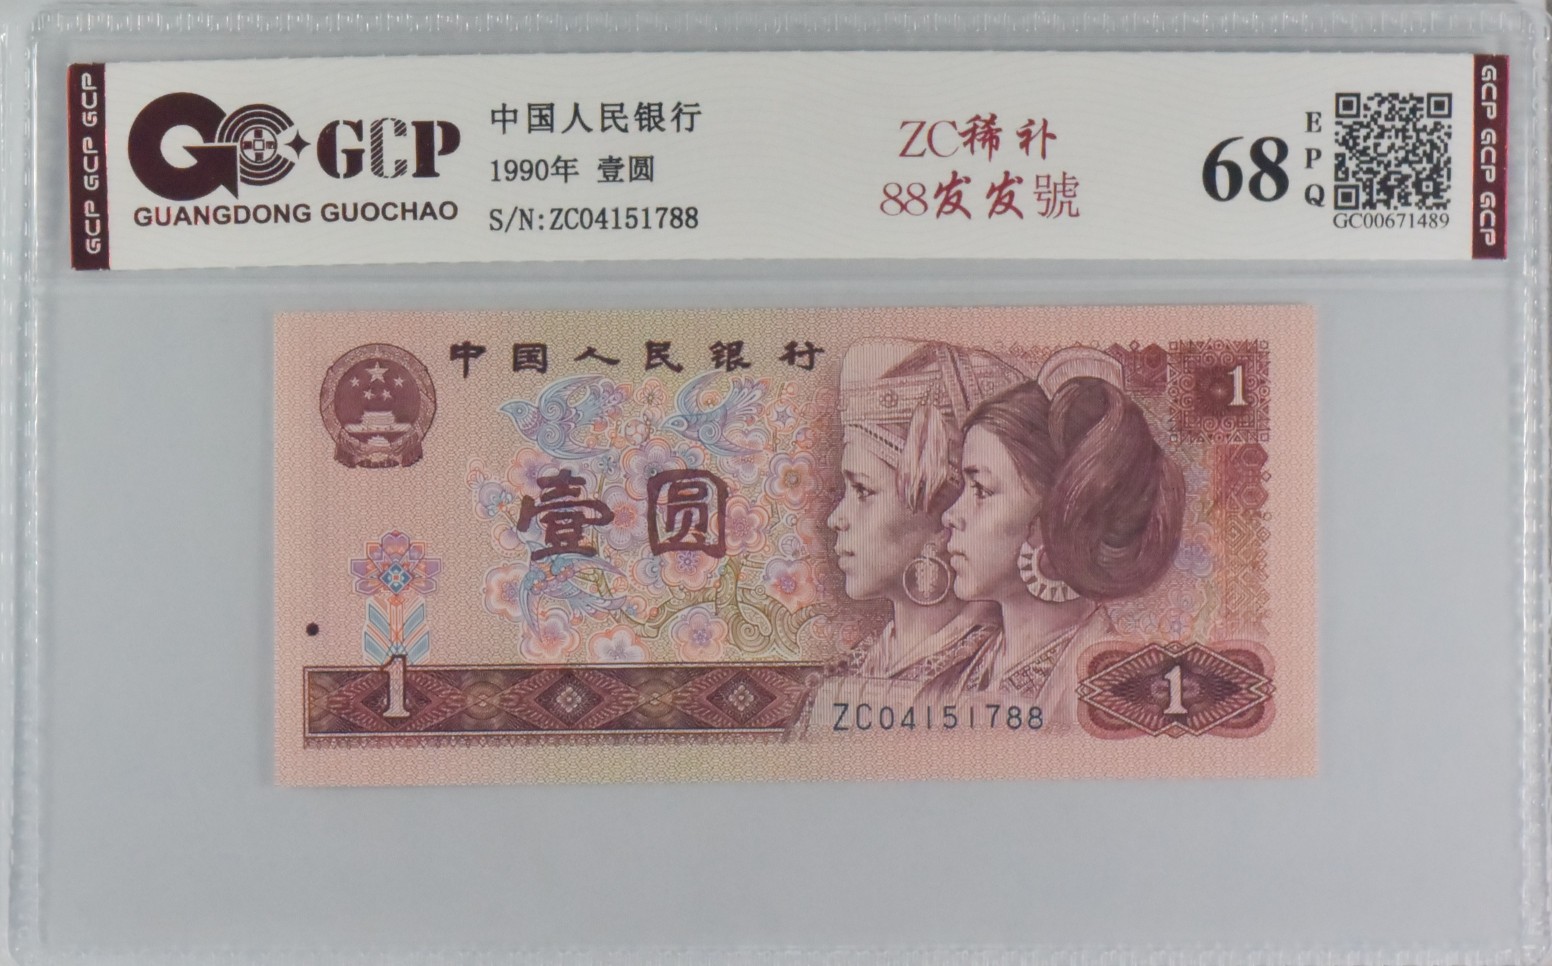 GCP GCP GCP
GCP
GUANGDONG GUOCHAO
中国人民银行
1990年 壹圆
S/N:ZC04151788
ZC稀补
88发发號
68
EPQ
GC00671489
GCP GCP GCP
中国人民银行
1
壹圆
1
ZC04151788
1